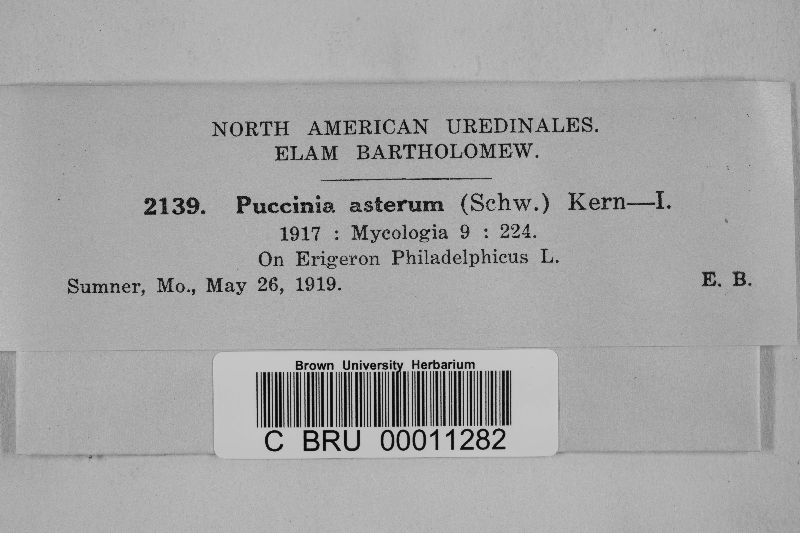 NORTH AMERICAN UREDINALES.
ELAM BARTHOLOMEW.
2139. Puccinia asterum (Schw.) Kern—I.
1917 : Mycologia 9 : 224.
On Erigeron Philadelphicus L.
Sumner, Mo., May 26, 1919. E. B.
Brown University Herbarium
C BRU 00011282